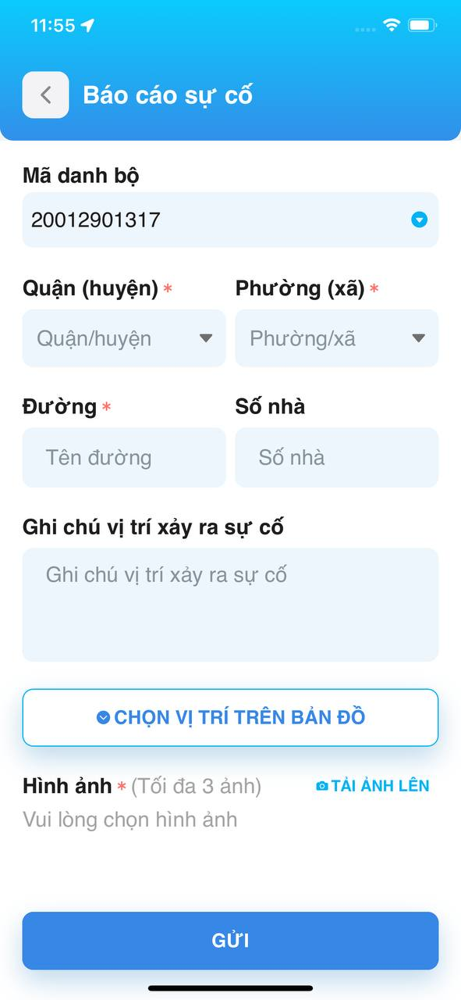 11:55
Báo cáo sự cố
Mã danh bộ
20012901317
Quận (huyện) * Phường (xã) *
Quận/huyện Phường/xã
Đường * Số nhà
Tên đường Số nhà
Ghi chú vị trí xảy ra sự cố
Ghi chú vị trí xảy ra sự cố
CHỌN VỊ TRÍ TRÊN BẢN ĐỒ
Hình ảnh * (Tối đa 3 ảnh) TẢI ẢNH LÊN
Vui lòng chọn hình ảnh
GỬI